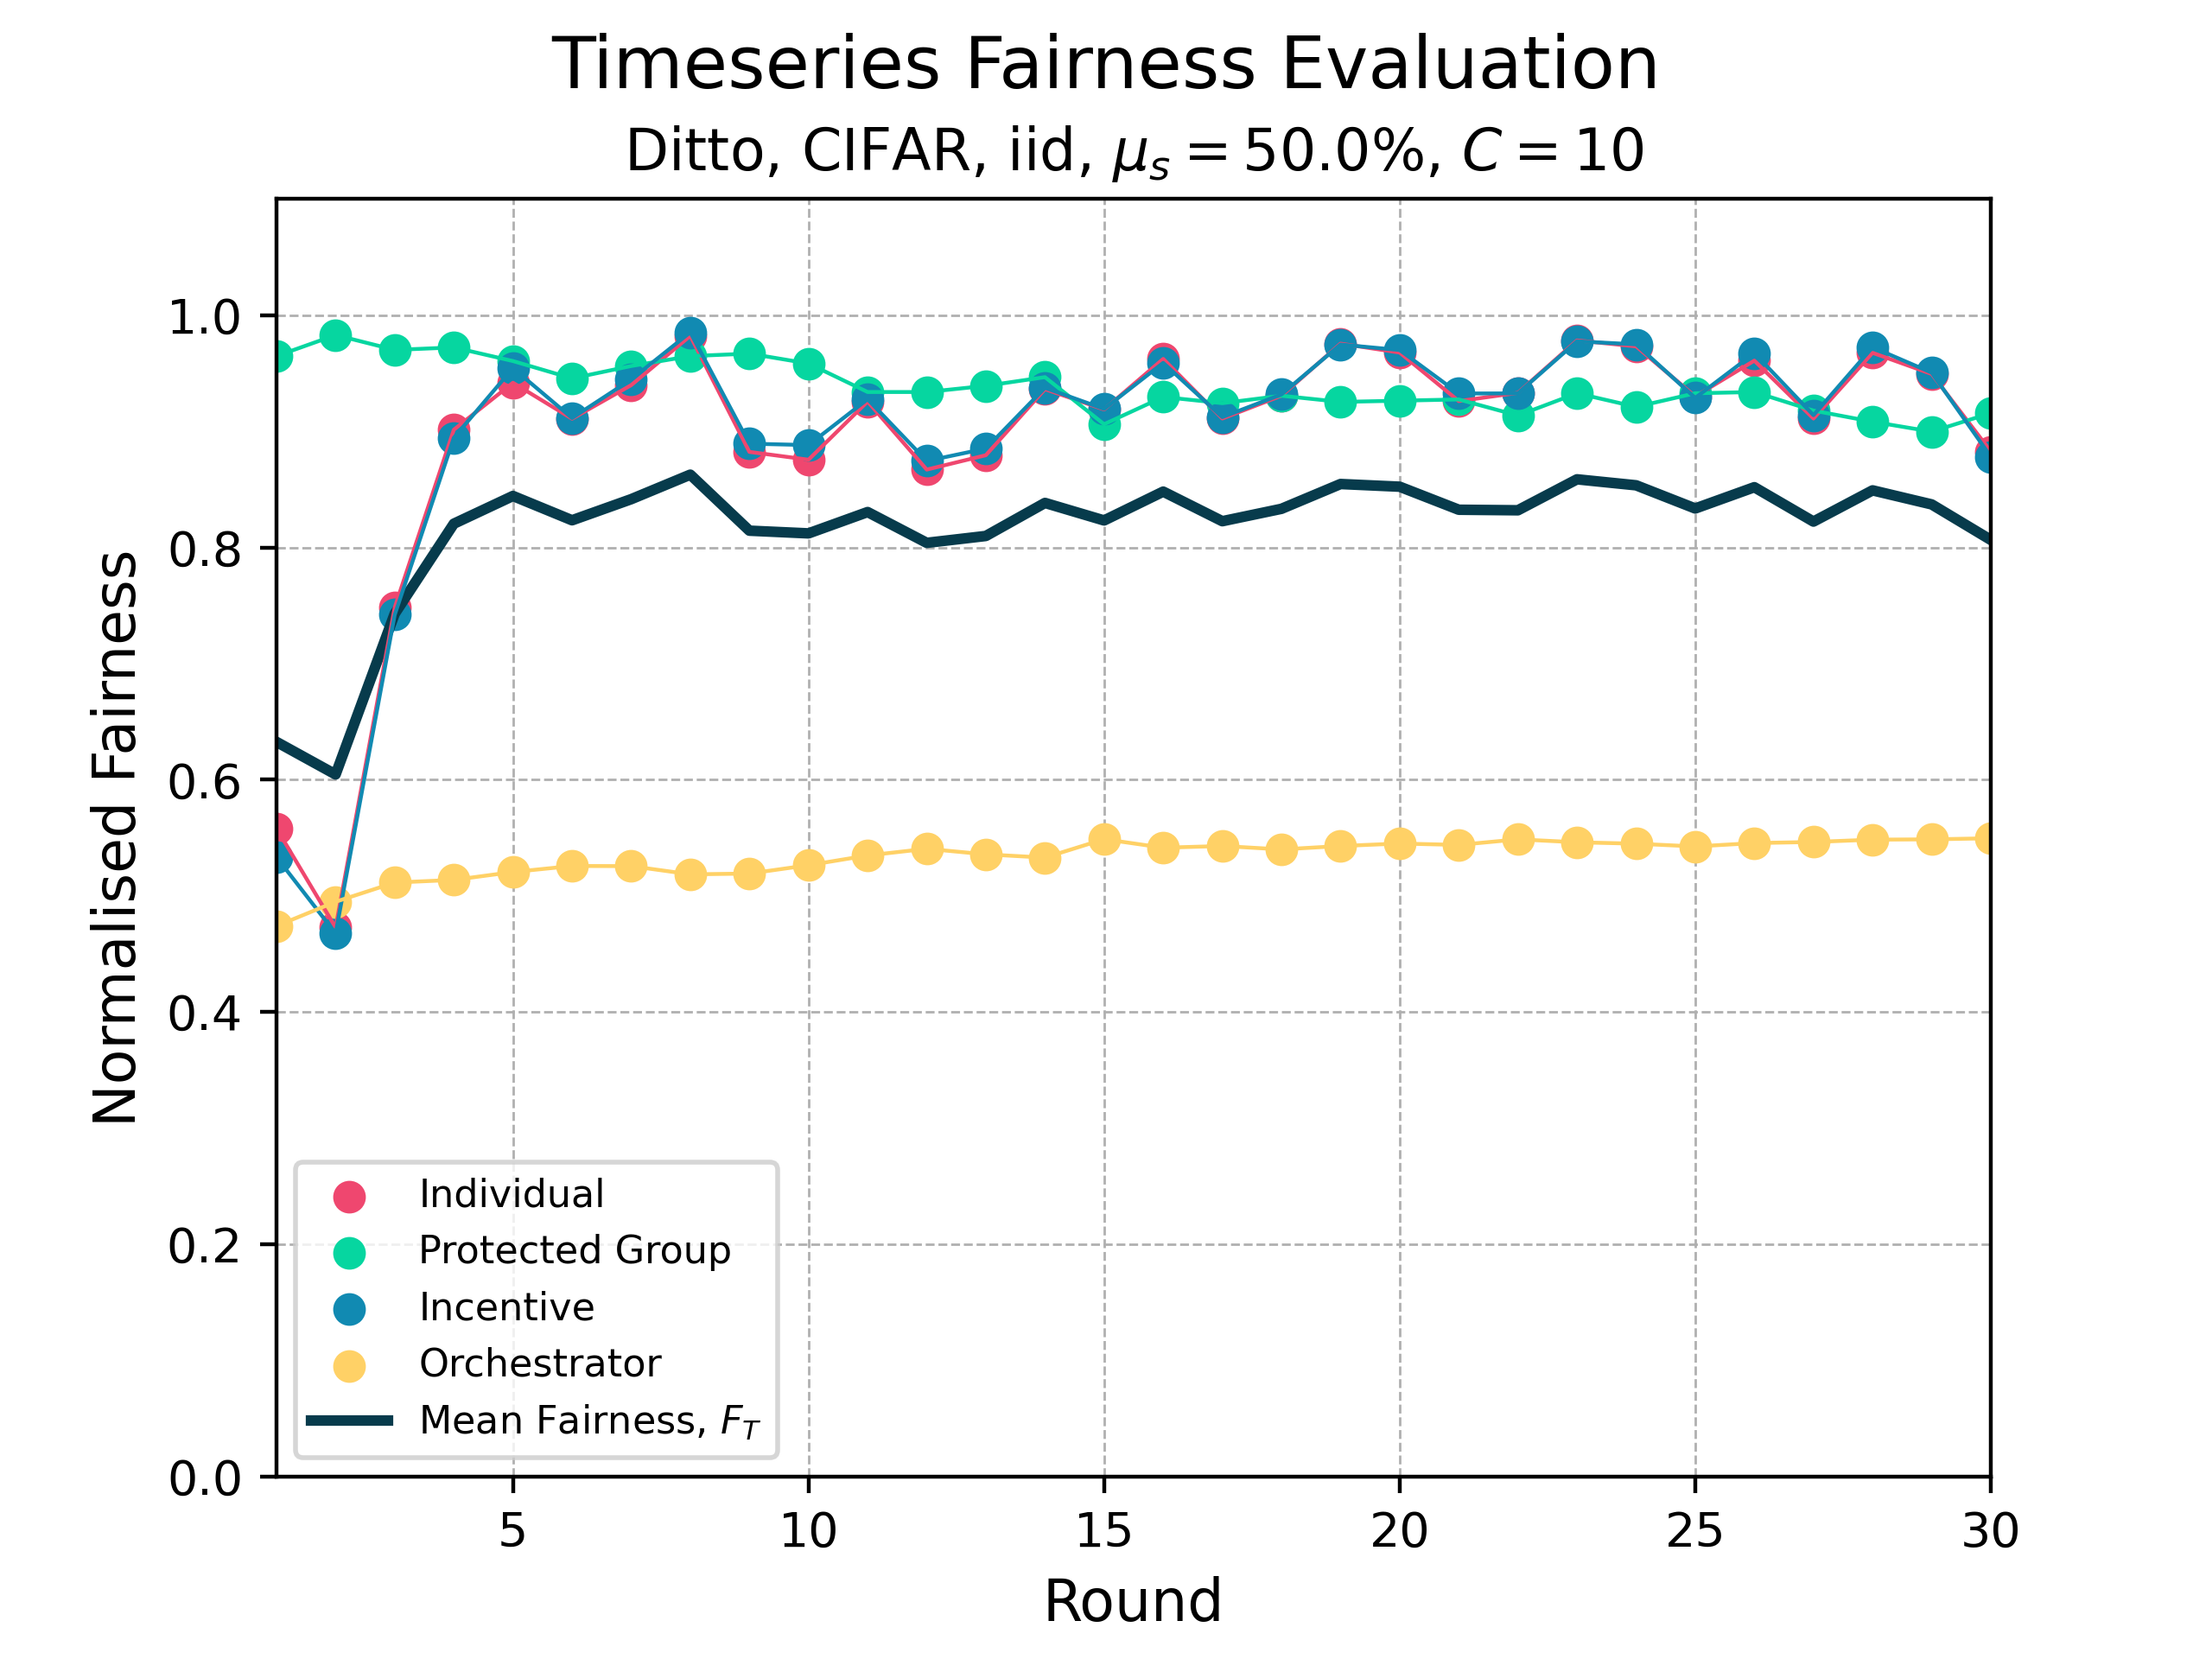 Timeseries Fairness Evaluation
Ditto, CIFAR, iid, μₛ = 50.0%, C = 10
Normalised Fairness
1.0
0.8
0.6
0.4
0.2
0.0
Individual
Protected Group
Incentive
Orchestrator
Mean Fairness, F_T
5 10 15 20 25 30
Round